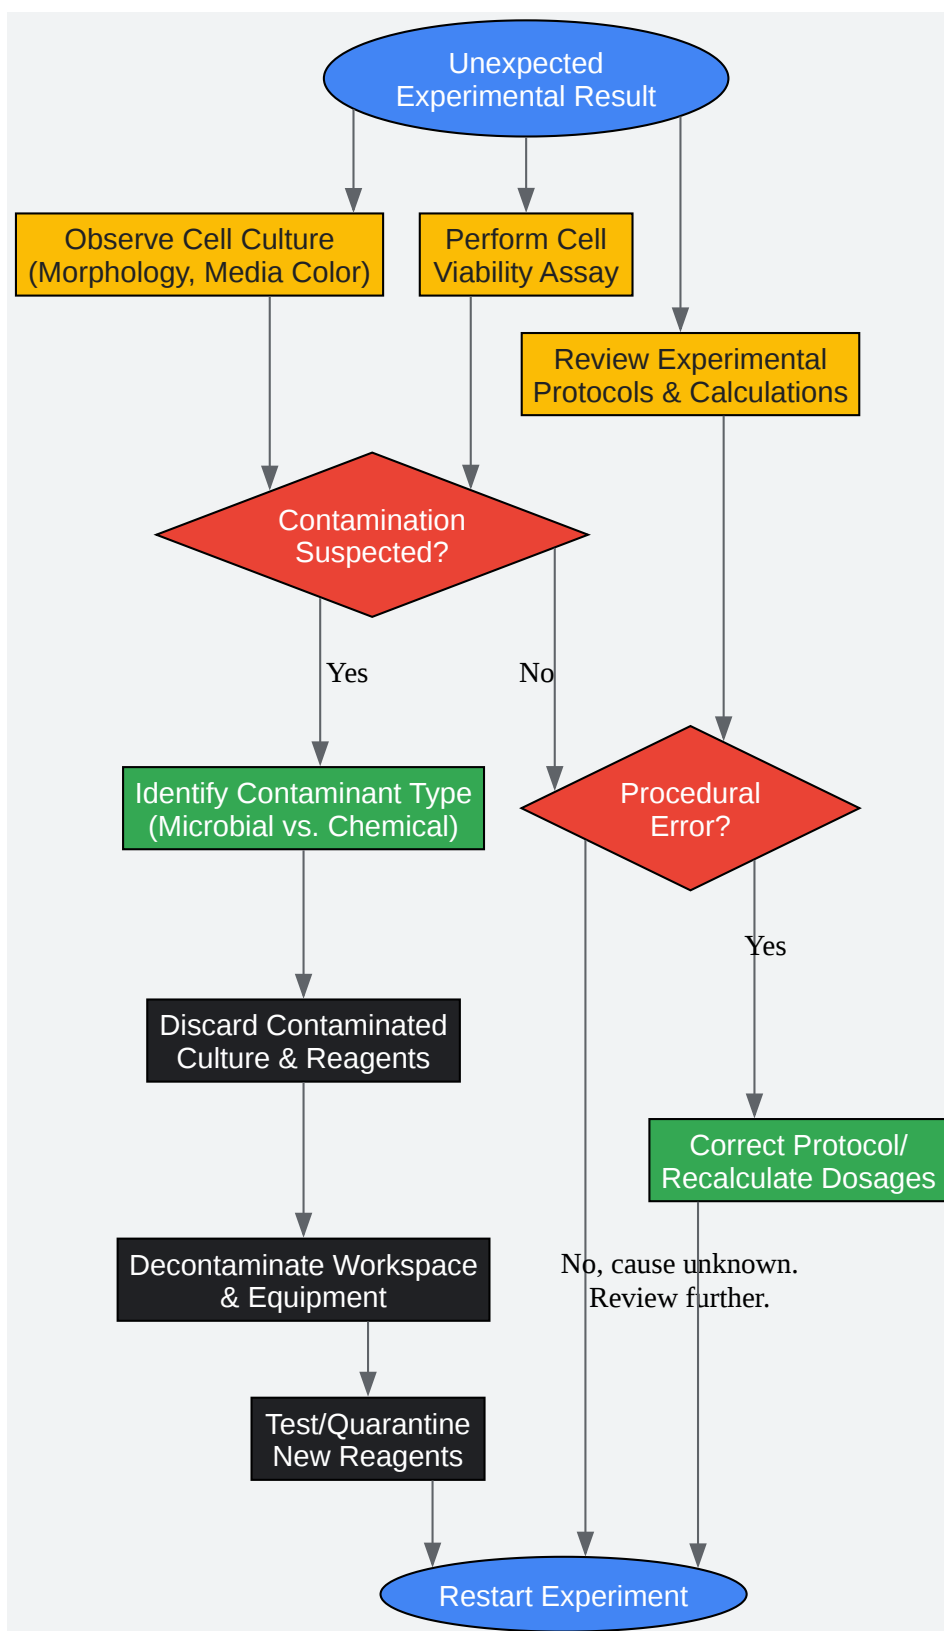 Unexpected
Experimental Result
Observe Cell Culture
(Morphology, Media Color)
Perform Cell
Viability Assay
Review Experimental
Protocols & Calculations
Contamination
Suspected?
Yes
No
Identify Contaminant Type
(Microbial vs. Chemical)
Procedural
Error?
Yes
Discard Contaminated
Culture & Reagents
Correct Protocol/
Recalculate Dosages
Decontaminate Workspace
& Equipment
No, cause unknown.
Review further.
Test/Quarantine
New Reagents
Restart Experiment